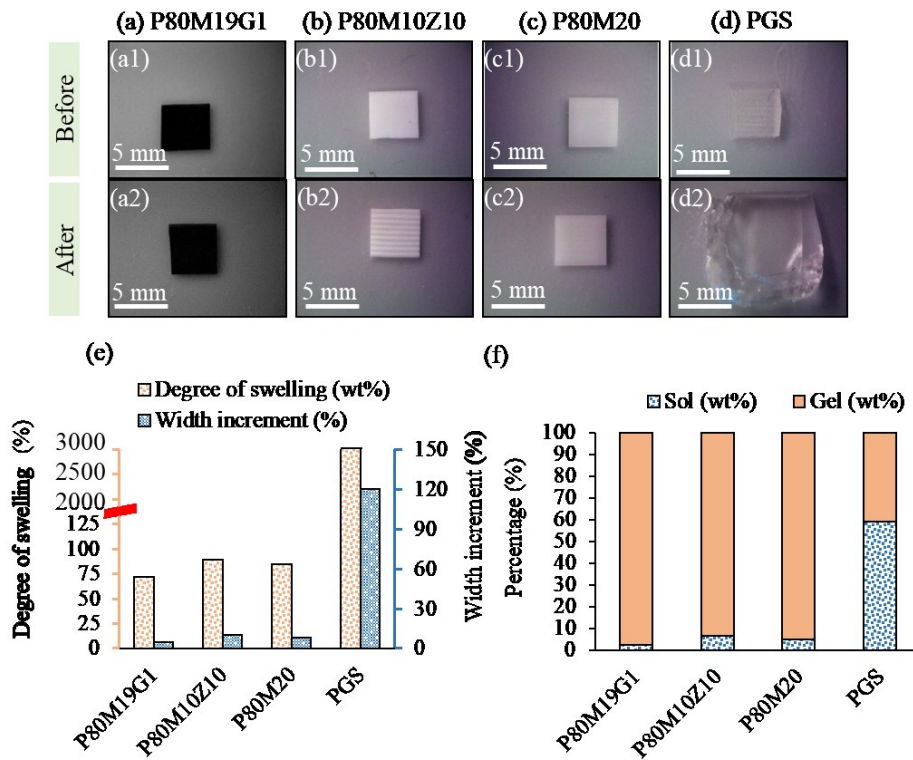 (a) P80M19G1 (b) P80M10Z10 (c) P80M20 (d) PGS
Before
(a1) (b1) (c1) (d1)
5 mm 5 mm 5 mm 5 mm
After
(a2) (b2) (c2) (d2)
5 mm 5 mm 5 mm 5 mm
(e)
Degree of swelling (wt%)
Width increment (%)
Degree of swelling (%)
3000
2500
2000
125
100
75
50
25
0
150
120
90
60
30
0
Width increment (%)
P80M19G1
P80M10Z10
P80M20
PGS
(f)
Sol (wt%) Gel (wt%)
Percentage (%)
100
90
80
70
60
50
40
30
20
10
0
P80M19G1
P80M10Z10
P80M20
PGS